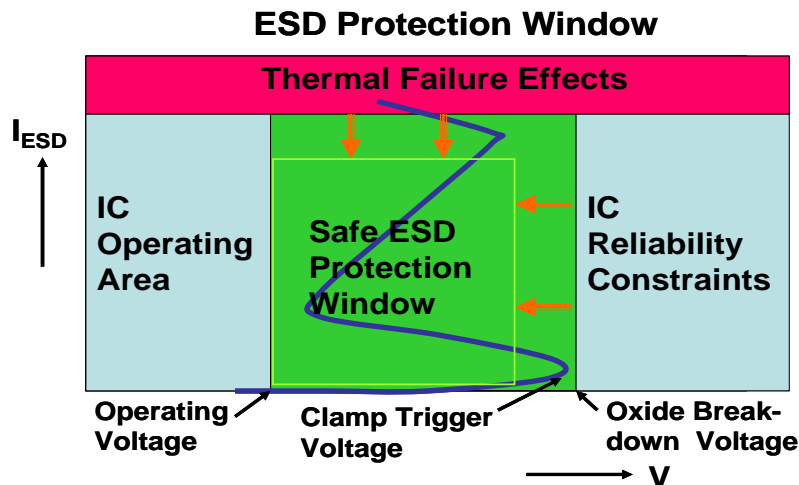 ESD Protection Window
Thermal Failure Effects
IESD
IC
Operating
Area
Safe ESD
Protection
Window
IC
Reliability
Constraints
Operating
Voltage
Clamp Trigger
Voltage
Oxide Break-
down Voltage
V